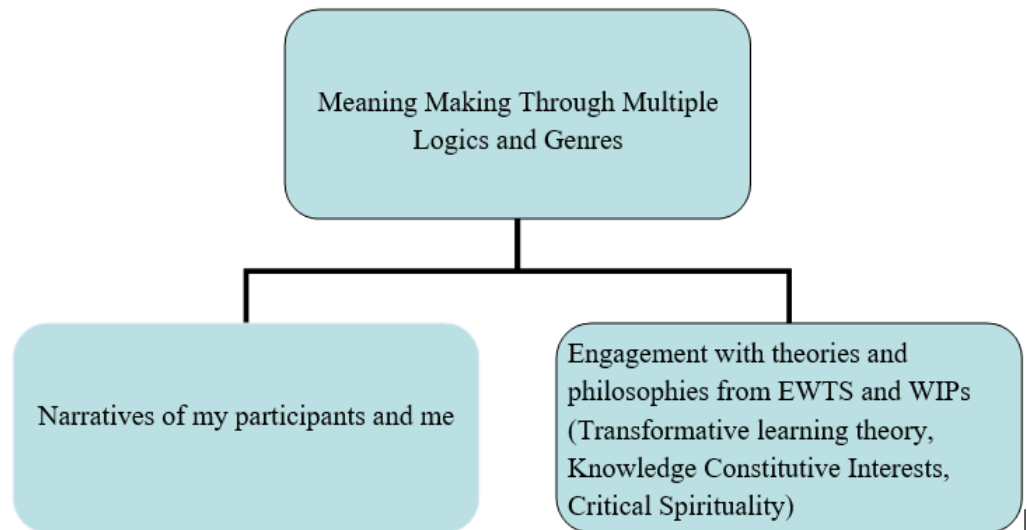 Meaning Making Through Multiple
Logics and Genres
Narratives of my participants and me
Engagement with theories and
philosophies from EWTS and WIPs
(Transformative learning theory,
Knowledge Constitutive Interests,
Critical Spirituality)